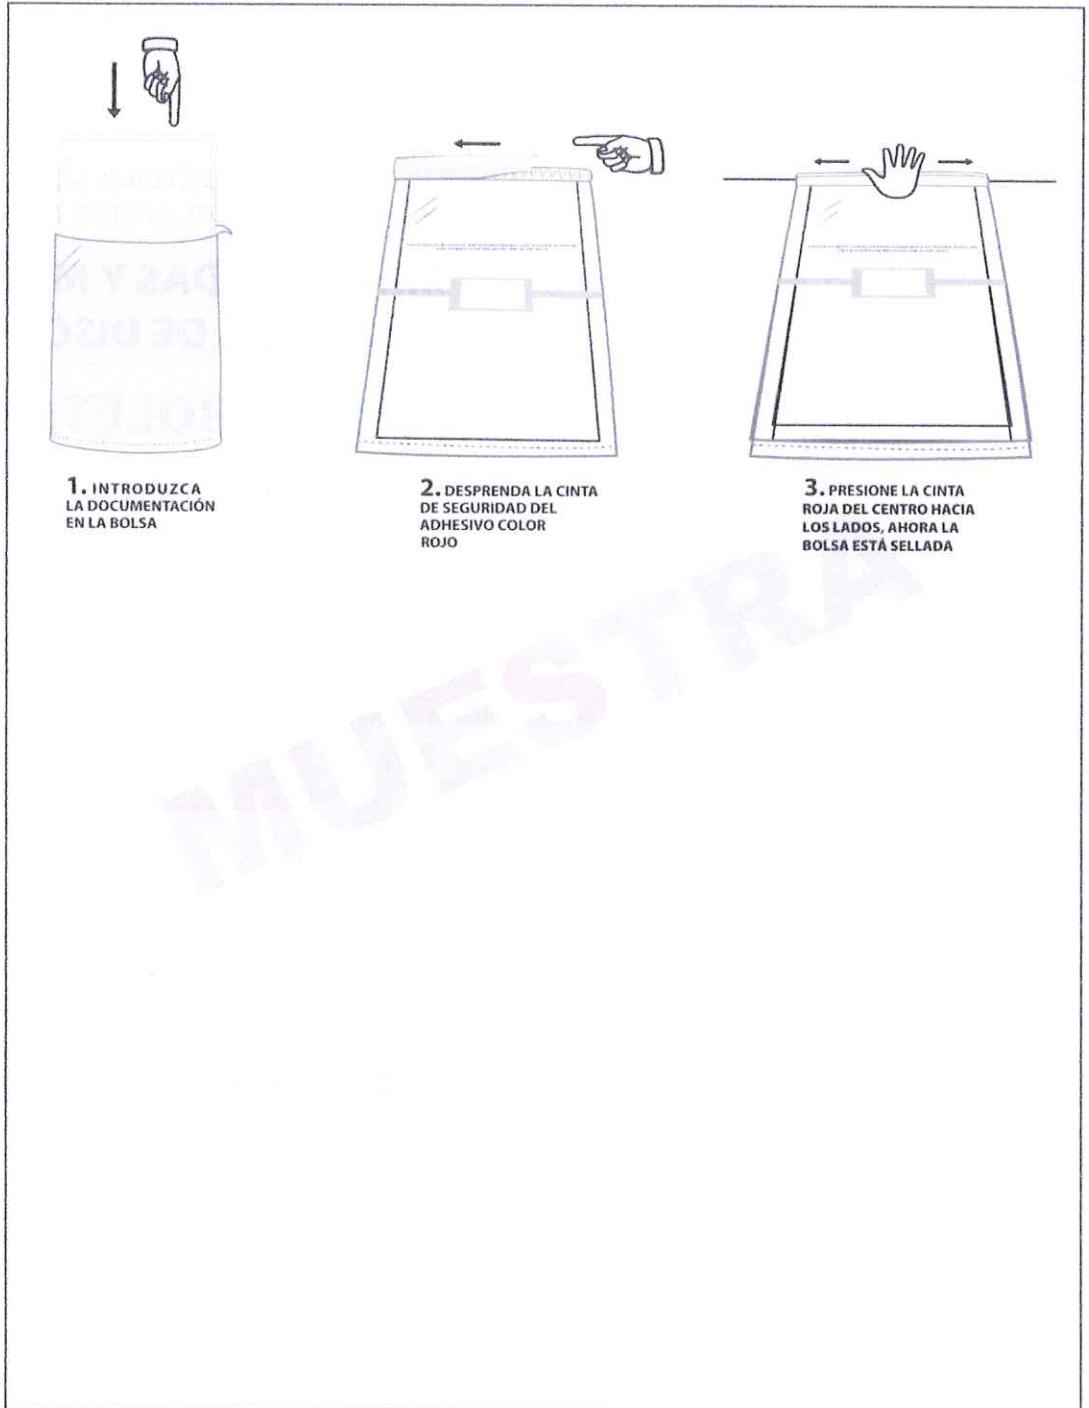 1. INTRODUZCA
LA DOCUMENTACIÓN
EN LA BOLSA
2. DESPRENDA LA CINTA
DE SEGURIDAD DEL
ADHESIVO COLOR
ROJO
3. PRESIONE LA CINTA
ROJA DEL CENTRO HACIA
LOS LADOS, AHORA LA
BOLSA ESTÁ SELLADA
MUESTRA